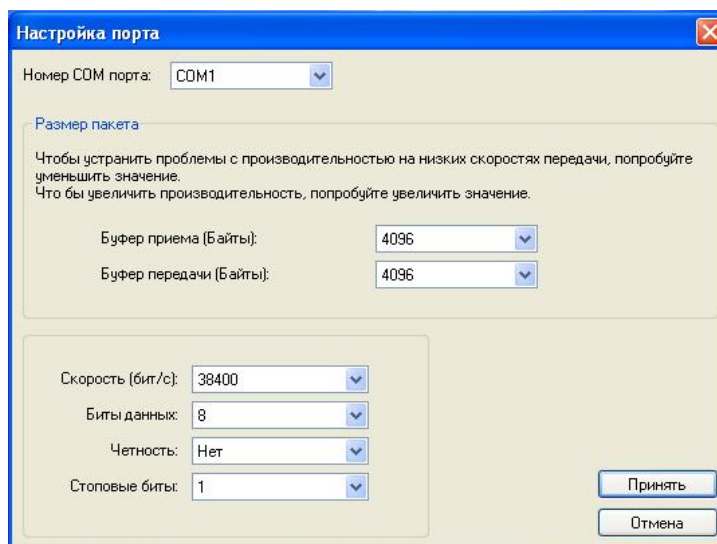 Настройка порта
Номер COM порта: COM1
Размер пакета
Чтобы устранить проблемы с производительностью на низких скоростях передачи, попробуйте
уменьшить значение.
Что бы увеличить производительность, попробуйте увеличить значение.
Буфер приема (Байты): 4096
Буфер передачи (Байты): 4096
Скорость (бит/с): 38400
Биты данных: 8
Четность: Нет
Стоповые биты: 1
Принять
Отмена